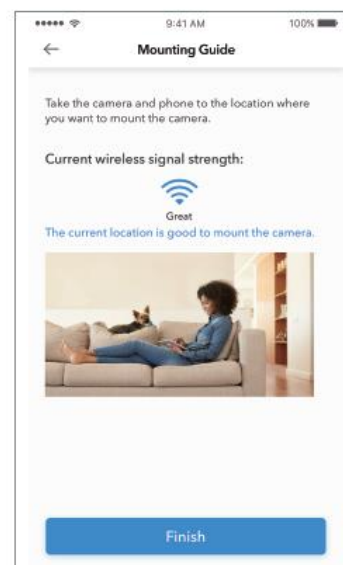 9:41 AM
100%
Mounting Guide
Take the camera and phone to the location where
you want to mount the camera.
Current wireless signal strength:
Great
The current location is good to mount the camera.
Finish